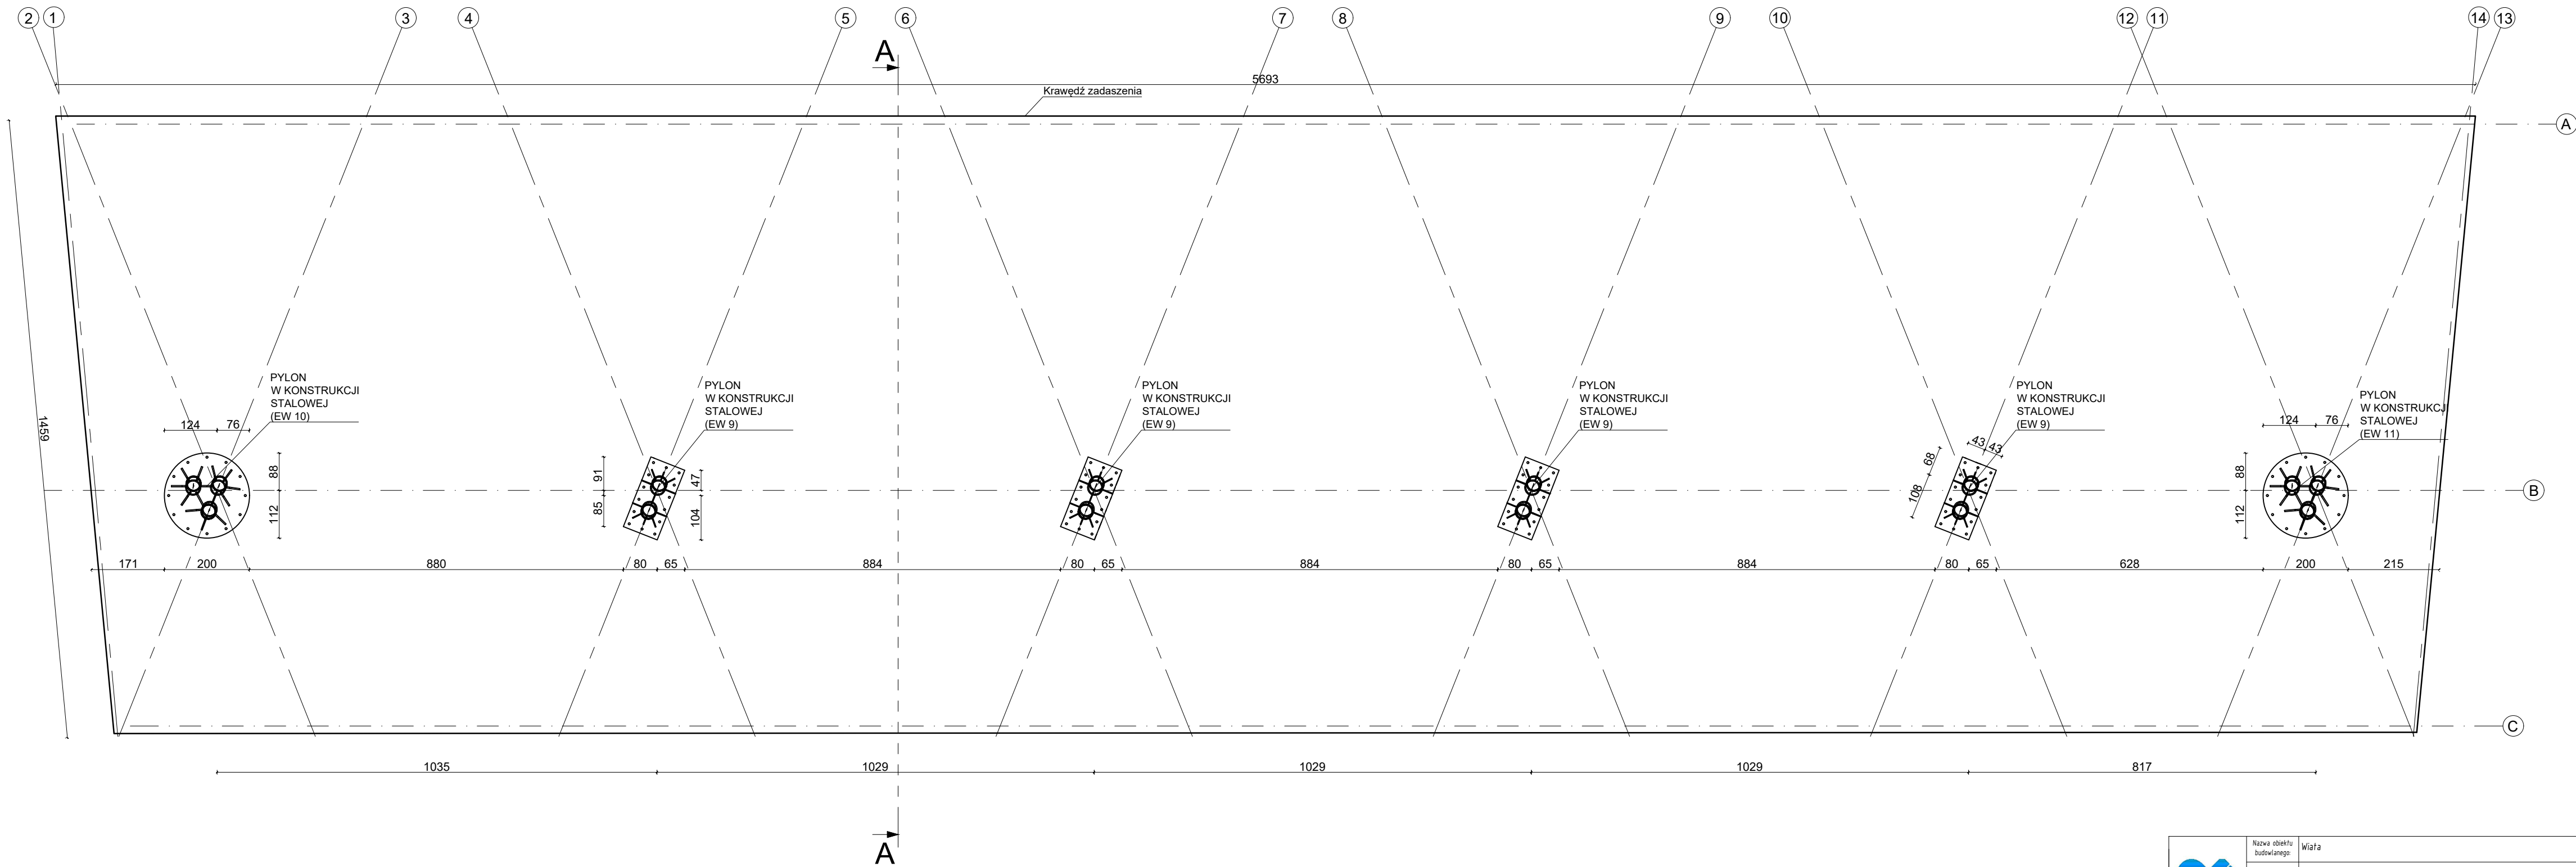 2 1 3 4 5 6 7 8 9 10 12 11 14 13
A
5693
Krawędź zadaszenia
A
1459
PYLON
W KONSTRUKCJI
STALOWEJ
(EW 10)
124 76
88
112
PYLON
W KONSTRUKCJI
STALOWEJ
(EW 9)
91
85
47
104
PYLON
W KONSTRUKCJI
STALOWEJ
(EW 9)
PYLON
W KONSTRUKCJI
STALOWEJ
(EW 9)
PYLON
W KONSTRUKCJI
STALOWEJ
(EW 9)
43 43
68
108
PYLON
W KONSTRUKCJI
STALOWEJ
(EW 11)
124 76
88
112
B
171 200 880 80 65 884 80 65 884 80 65 884 80 65 628 200 215
C
1035 1029 1029 1029 817
A
Nazwa obiektu
budowlanego
Wiata